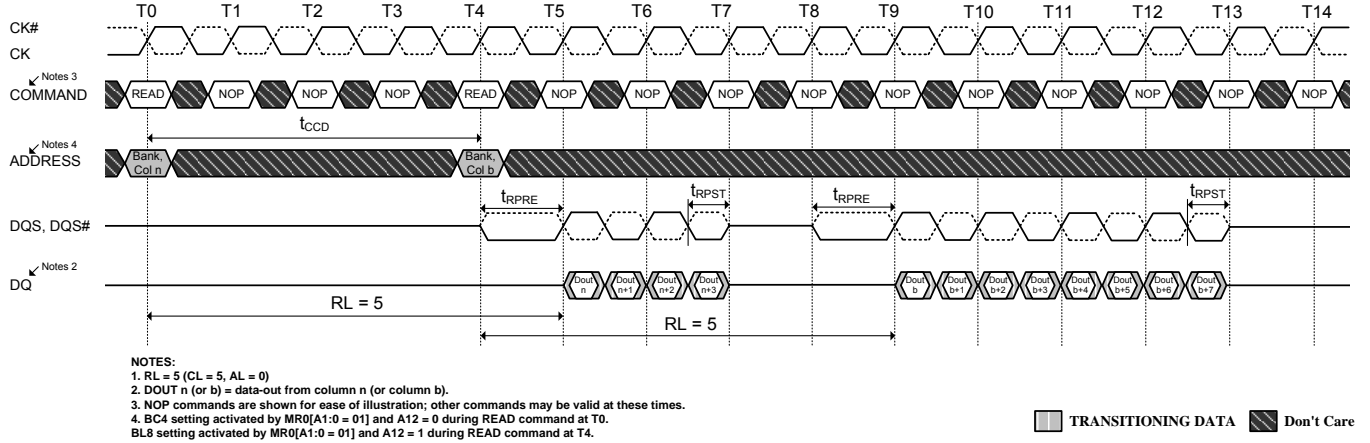 T0 T1 T2 T3 T4 T5 T6 T7 T8 T9 T10 T11 T12 T13 T14
CK#
CK
Notes 3
COMMAND READ NOP NOP NOP READ NOP NOP NOP NOP NOP NOP NOP NOP NOP NOP
tCCD
Notes 4
ADDRESS
Bank, Col n
Bank, Col b
tRPRE tRPST tRPRE tRPST
DQS, DQS#
Notes 2
DQ
Dout n
Dout n+1
Dout n+2
Dout n+3
Dout b
Dout b+1
Dout b+2
Dout b+3
Dout b+4
Dout b+5
Dout b+6
Dout b+7
RL = 5
RL = 5
NOTES:
1. RL = 5 (CL = 5, AL = 0)
2. DOUT n (or b) = data-out from column n (or column b).
3. NOP commands are shown for ease of illustration; other commands may be valid at these times.
4. BC4 setting activated by MR0[A1:0 = 01] and A12 = 0 during READ command at T0.
BL8 setting activated by MR0[A1:0 = 01] and A12 = 1 during READ command at T4.
TRANSITIONING DATA Don't Care